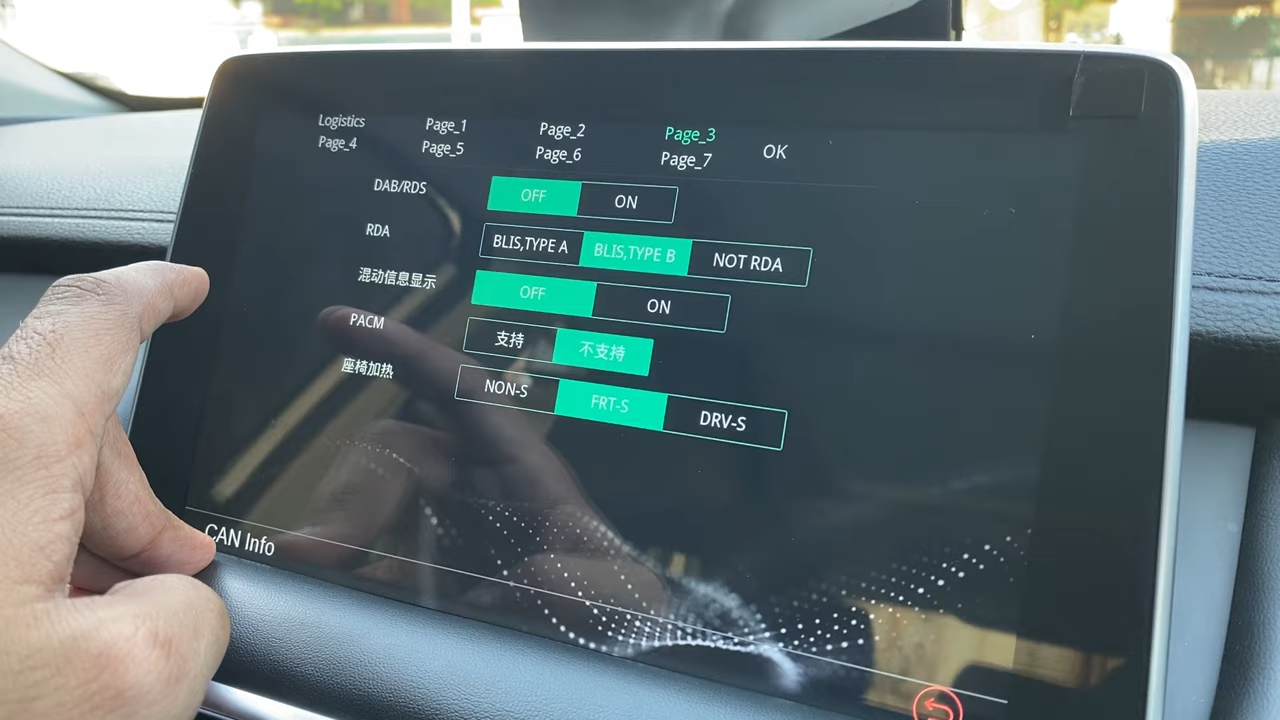 Logistics Page_1 Page_2 Page_3
Page_4 Page_5 Page_6 Page_7 OK
DAB/RDS OFF ON
RDA BLIS,TYPE A BLIS,TYPE B NOT RDA
混动信息显示 OFF ON
PACM 支持 不支持
座椅加热 NON-S FRT-S DRV-S
CAN Info